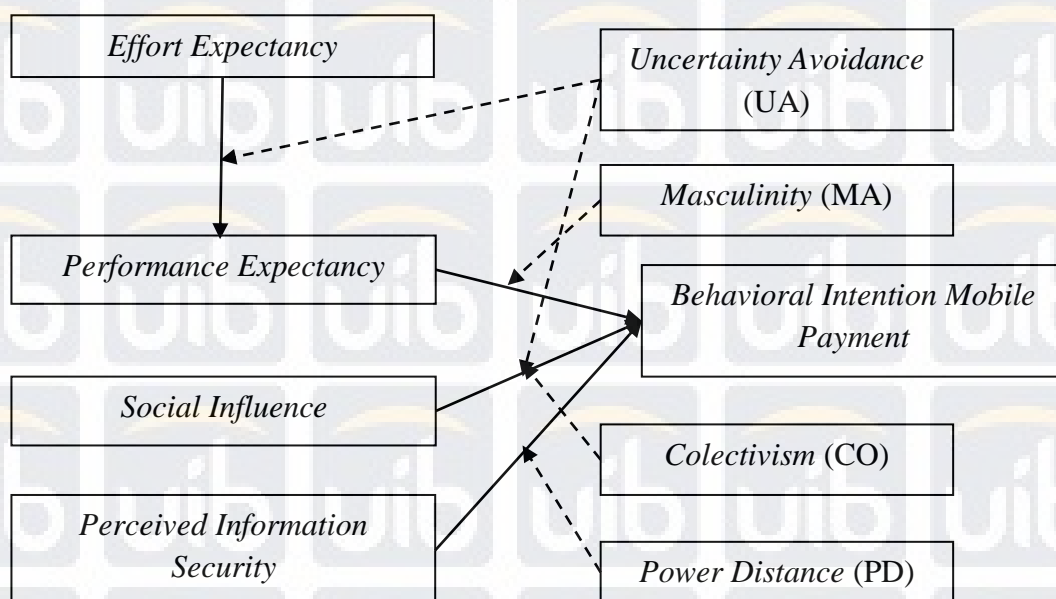 Effort Expectancy
Uncertainty Avoidance
(UA)
Masculinity (MA)
Performance Expectancy
Behavioral Intention Mobile
Payment
Social Influence
Colectivism (CO)
Perceived Information
Security
Power Distance (PD)
uib